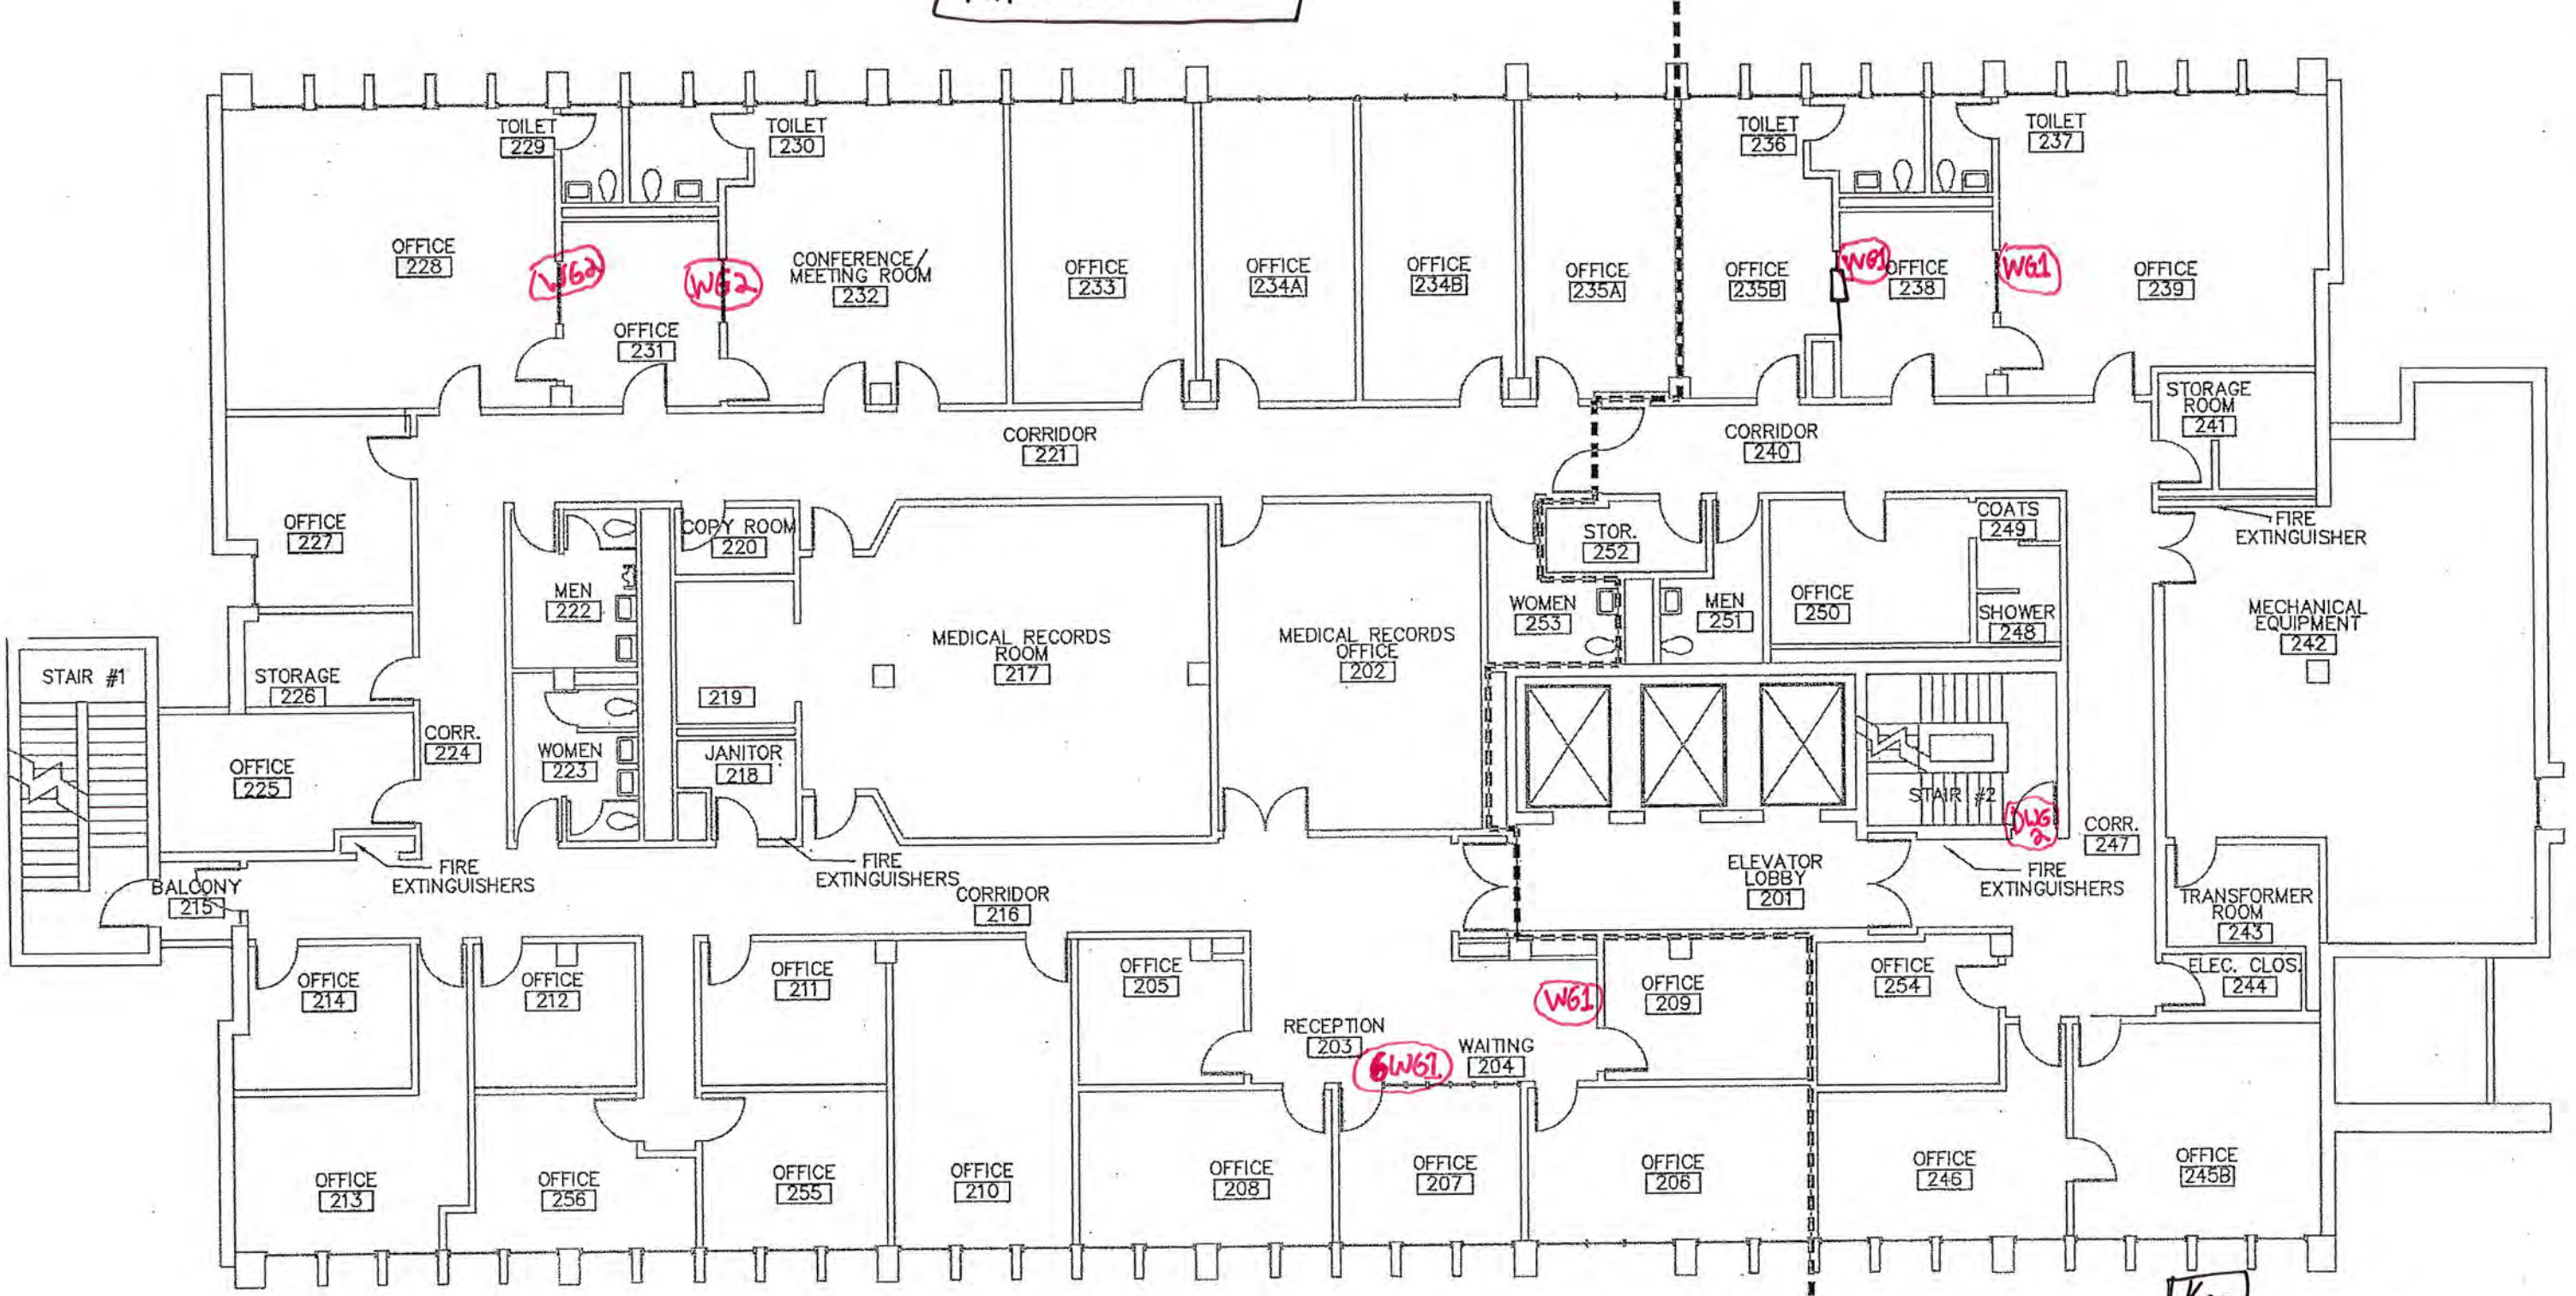 TOILET
229
TOILET
230
TOILET
236
TOILET
237
OFFICE
228
WG2
WG2
CONFERENCE/
MEETING ROOM
232
OFFICE
231
OFFICE
233
OFFICE
234A
OFFICE
234B
OFFICE
235A
OFFICE
235B
WG1
OFFICE
238
WG1
OFFICE
239
STORAGE
ROOM
241
CORRIDOR
221
CORRIDOR
240
OFFICE
227
COPY ROOM
220
STOR.
252
COATS
249
FIRE
EXTINGUISHER
MEN
222
WOMEN
253
MEN
251
OFFICE
250
SHOWER
248
MECHANICAL
EQUIPMENT
242
MEDICAL RECORDS
ROOM
217
MEDICAL RECORDS
OFFICE
202
STAIR #1
STORAGE
226
219
CORR.
224
WOMEN
223
JANITOR
218
OFFICE
225
STAIR #2
DWG
2
CORR.
247
FIRE
EXTINGUISHERS
FIRE
EXTINGUISHERS
ELEVATOR
LOBBY
201
FIRE
EXTINGUISHERS
BALCONY
215
CORRIDOR
216
TRANSFORMER
ROOM
243
OFFICE
214
OFFICE
212
OFFICE
211
OFFICE
205
WG1
OFFICE
209
OFFICE
254
ELEC. CLOS.
244
RECEPTION
203
6WG1
WAITING
204
OFFICE
213
OFFICE
256
OFFICE
255
OFFICE
210
OFFICE
208
OFFICE
207
OFFICE
206
OFFICE
246
OFFICE
245B